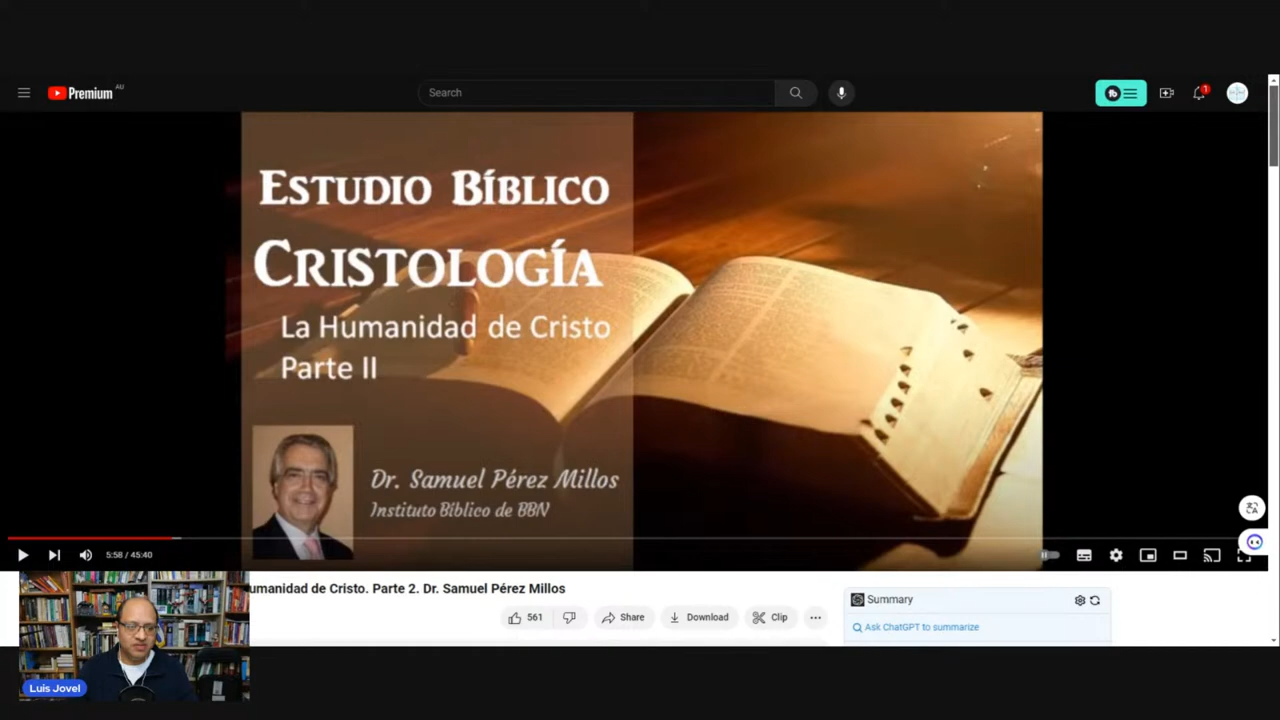 Premium AU
Search
1
ESTUDIO BÍBLICO
CRISTOLOGÍA
La Humanidad de Cristo
Parte II
Dr. Samuel Pérez Millos
Instituto Bíblico de BBN
5:58 / 45:40
umanidad de Cristo. Parte 2. Dr. Samuel Pérez Millos
561
Share
Download
Clip
Summary
Ask ChatGPT to summarize
Luis Jovel